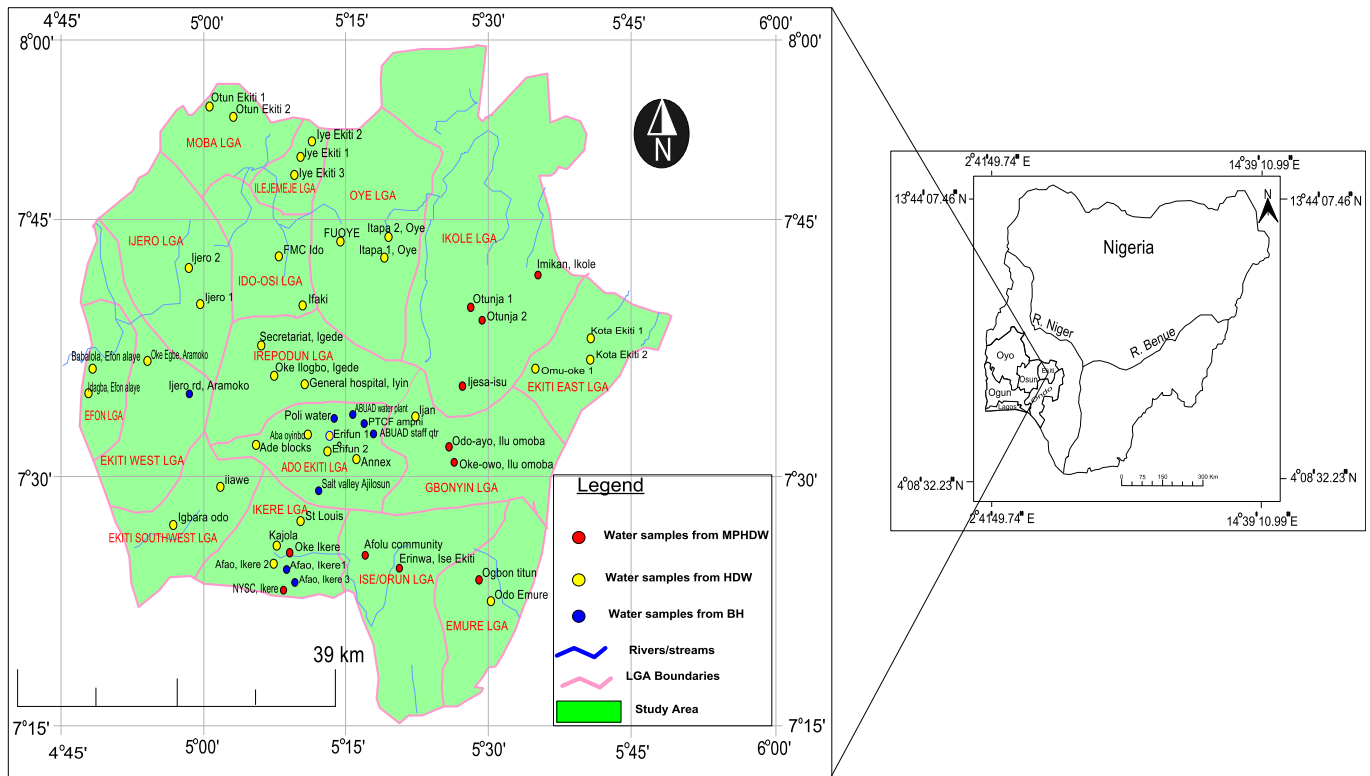 4°45'
5°00'
5°15'
5°30'
5°45'
6°00'
8°00'
8°00'
Otun Ekiti 1
Otun Ekiti 2
MOBA LGA
Iye Ekiti 2
Iye Ekiti 1
Iye Ekiti 3
ILEJEMEJE LGA
OYE LGA
N
7°45'
7°45'
IJERO LGA
Ijero 2
FMC Ido
FUOYE
Itapa 2, Oye
Itapa 1, Oye
IKOLE LGA
IDO-OSI LGA
Imikan, Ikole
Ijero 1
Ifaki
Otunja 1
Otunja 2
Kota Ekiti 1
Secretariat, Igede
Babalola, Efon alaye
Oke Egbe, Aramoko
IREPODUN LGA
Kota Ekiti 2
Oke Ilogbo, Igede
Omu-oke 1
Idagba, Efon alaye
Ijero rd, Aramoko
General hospital, Iyin
Ijesa-isu
EKITI EAST LGA
EFON LGA
Poli water
ABUAD water plant
Ijan
PTCF ampni
Aba oyinbo
Erifun 1
ABUAD staff qtr
Ade blocks
Erifun 2
Odo-ayo, Ilu omoba
EKITI WEST LGA
ADO EKITI LGA
Annex
Oke-owo, Ilu omoba
7°30'
7°30'
iiawe
Salt valley Ajilosun
GBONYIN LGA
IKERE LGA
Igbara odo
St Louis
EKITI SOUTHWEST LGA
Kajola
Oke Ikere
Afolu community
Afao, Ikere 2
Afao, Ikere1
Erinwa, Ise Ekiti
Afao, Ikere 3
ISE/ORUN LGA
Ogbon titun
NYSC, Ikere
Odo Emure
EMURE LGA
39 km
7°15'
7°15'
4°45'
5°00'
5°15'
5°30'
5°45'
6°00'
Legend
Water samples from MPHDW
Water samples from HDW
Water samples from BH
Rivers/streams
LGA Boundaries
Study Area
2°41'49.74" E
14°39'10.99" E
13°44'07.46" N
N
13°44'07.46" N
Nigeria
R. Niger
R. Benue
Oyo
Ekiti
Osun
Ogun
Ondo
Lagos
0 75 150 300 Km
4°08'32.23" N
4°08'32.23" N
2°41'49.74" E
14°39'10.99" E